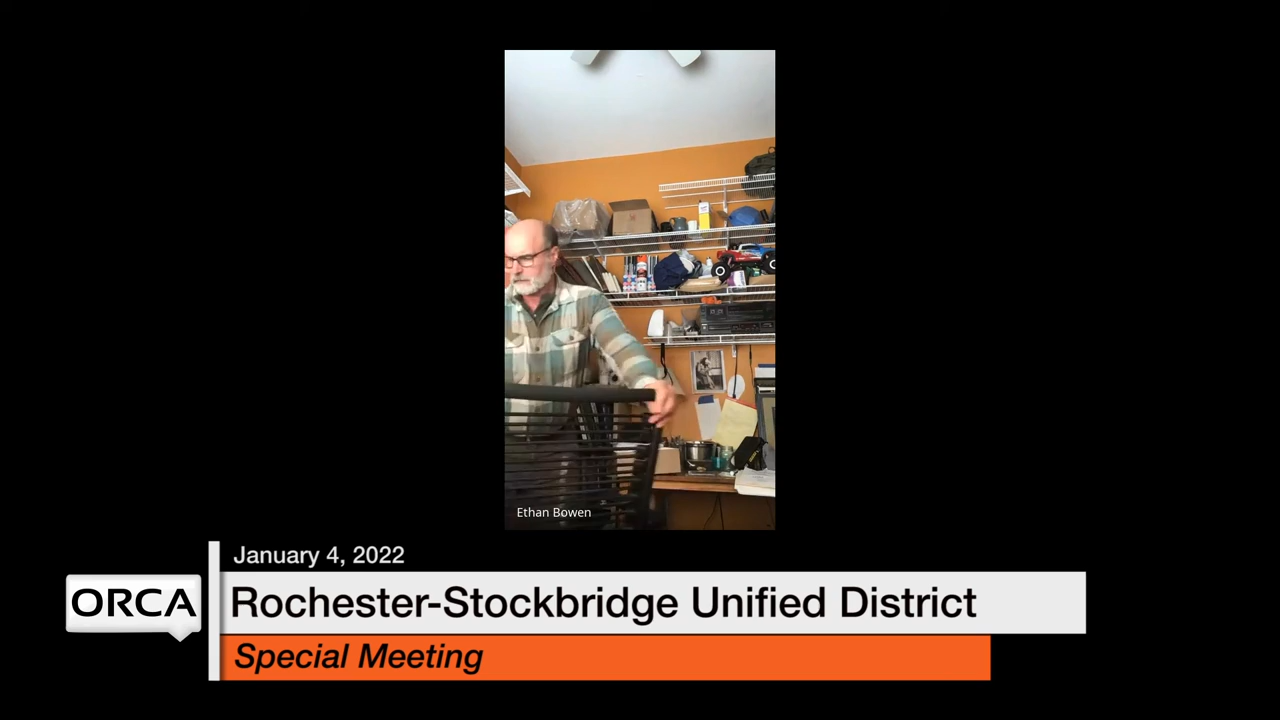 Ethan Bowen
January 4, 2022
ORCA
Rochester-Stockbridge Unified District
Special Meeting